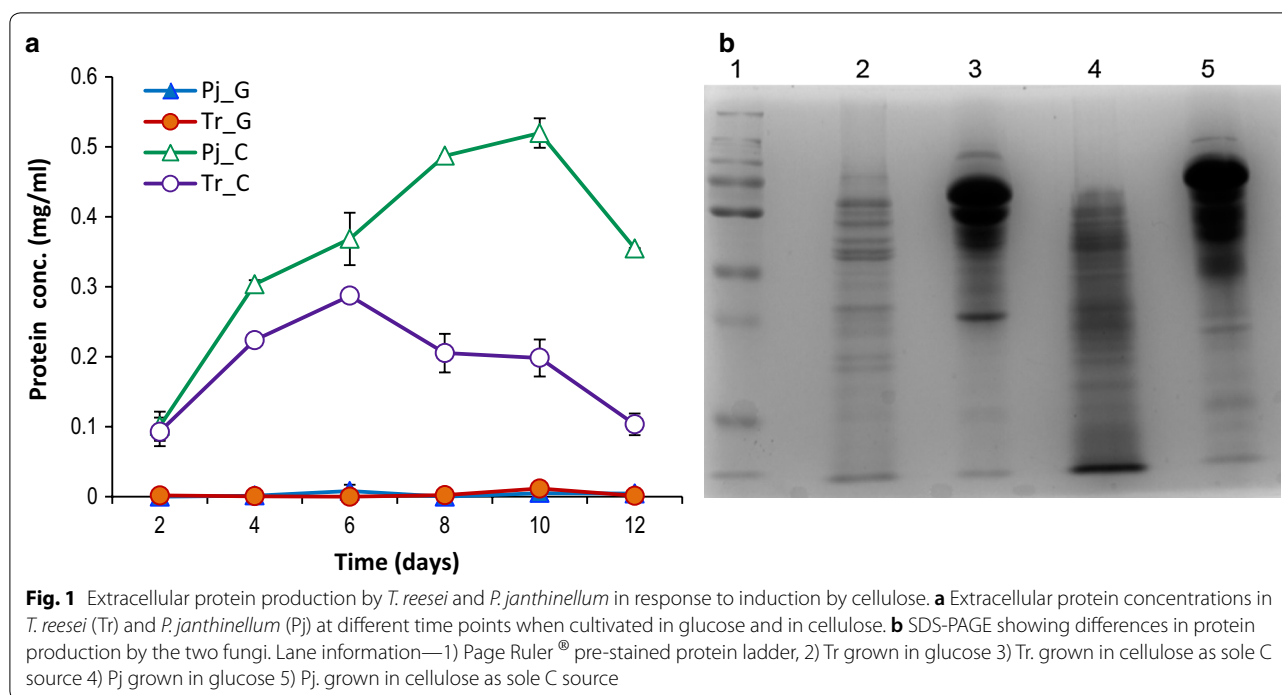 a
0.6
0.5
0.4
0.3
0.2
0.1
0
Protein conc. (mg/ml)
Pj_G
Tr_G
Pj_C
Tr_C
2 4 6 8 10 12
Time (days)
b
1 2 3 4 5
Fig. 1 Extracellular protein production by T. reesei and P. janthinellum in response to induction by cellulose. a Extracellular protein concentrations in
T. reesei (Tr) and P. janthinellum (Pj) at different time points when cultivated in glucose and in cellulose. b SDS-PAGE showing differences in protein
production by the two fungi. Lane information—1) Page Ruler ® pre-stained protein ladder, 2) Tr grown in glucose 3) Tr. grown in cellulose as sole C
source 4) Pj grown in glucose 5) Pj. grown in cellulose as sole C source